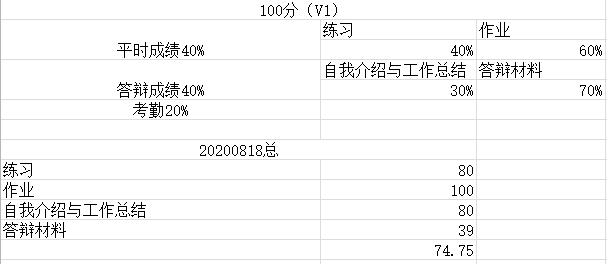 100分（V1）
练习 作业
平时成绩40% 40% 60%
自我介绍与工作总结 答辩材料
答辩成绩40% 30% 70%
考勤20%
20200818总
练习 80
作业 100
自我介绍与工作总结 80
答辩材料 39
74.75